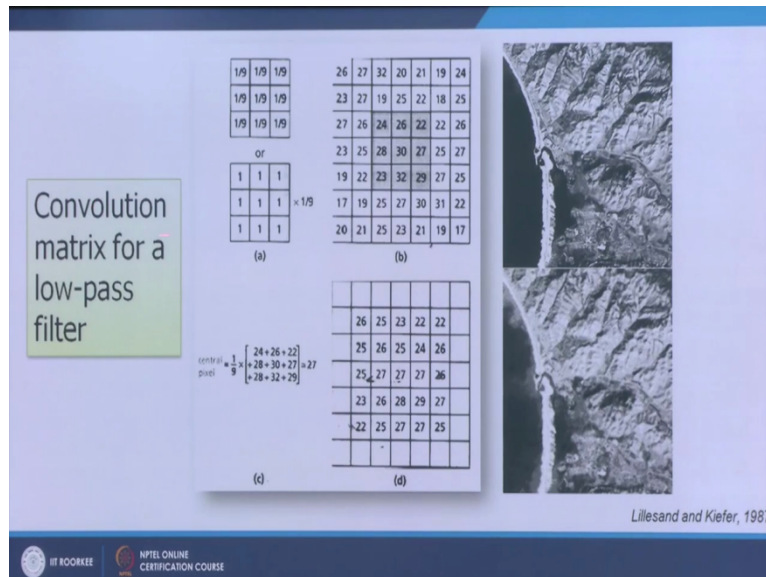 Convolution
matrix for a
low-pass
filter
1/9 1/9 1/9
1/9 1/9 1/9
1/9 1/9 1/9
or
1 1 1
1 1 1
1 1 1
× 1/9
(a)
26 27 32 20 21 19 24
23 27 19 25 22 18 25
27 26 24 26 22 22 26
23 25 28 30 27 25 27
19 22 23 32 29 27 25
17 19 25 27 30 31 22
20 21 25 23 21 19 17
(b)
central
pixel
= 1/9 × [24+26+22
+28+30+27
+28+32+29] = 27
(c)
26 25 23 22 22
25 26 25 24 26
25 27 27 27 26
23 26 28 29 27
22 25 27 27 25
(d)
Lillesand and Kiefer, 198
IIT ROORKEE
NPTEL ONLINE
CERTIFICATION COURSE